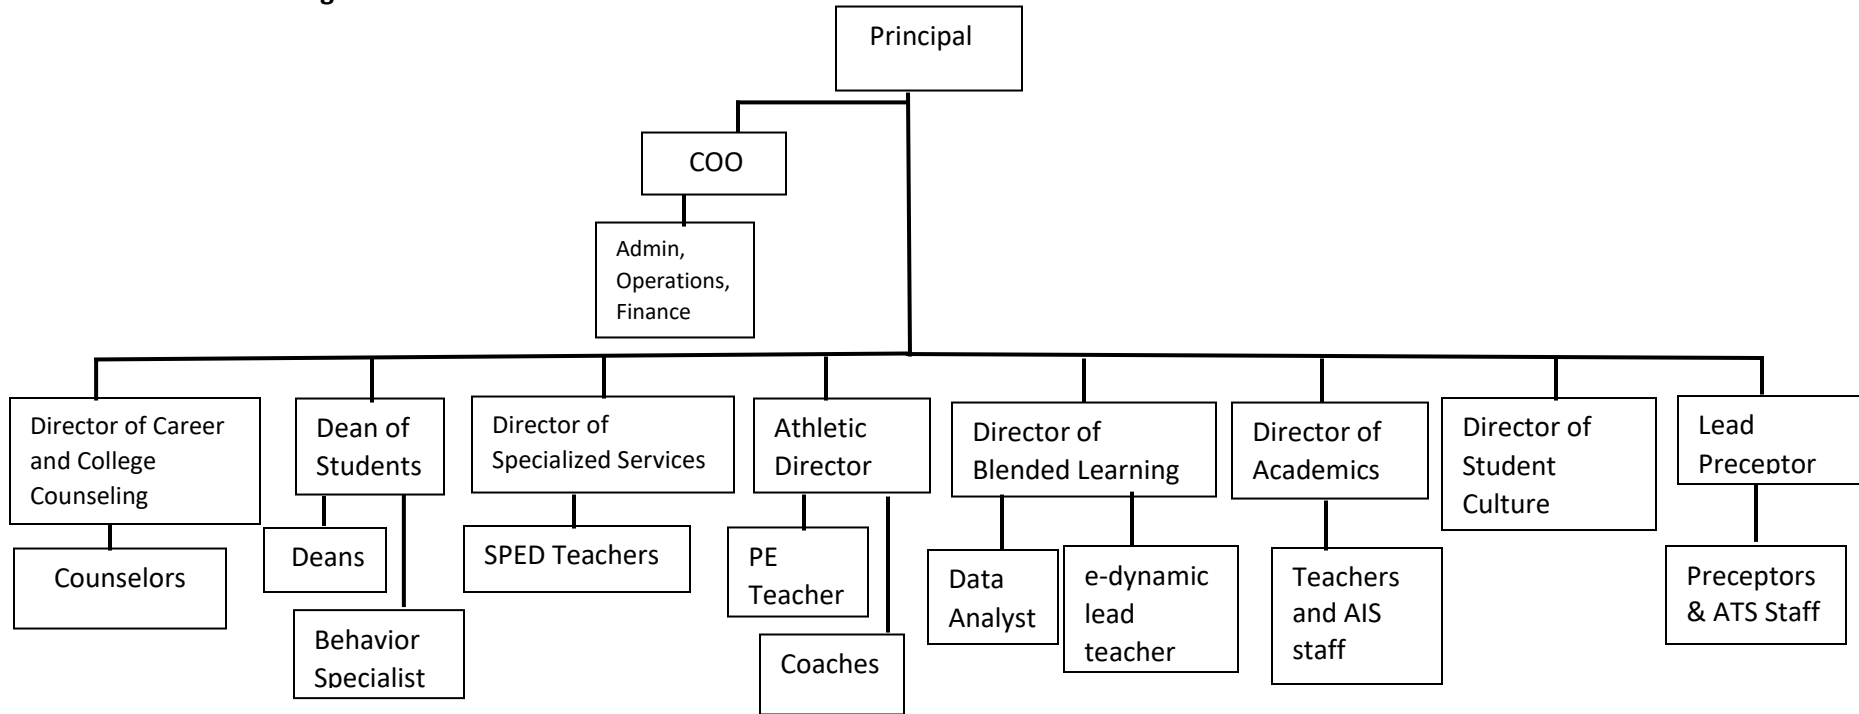 Principal
COO
Admin,
Operations,
Finance
Director of Career
and College
Counseling
Dean of
Students
Director of
Specialized Services
Athletic
Director
Director of
Blended Learning
Director of
Academics
Director of
Student
Culture
Lead
Preceptor
Counselors
Deans
Behavior
Specialist
SPED Teachers
PE
Teacher
Coaches
Data
Analyst
e-dynamic
lead
teacher
Teachers
and AIS
staff
Preceptors
& ATS Staff